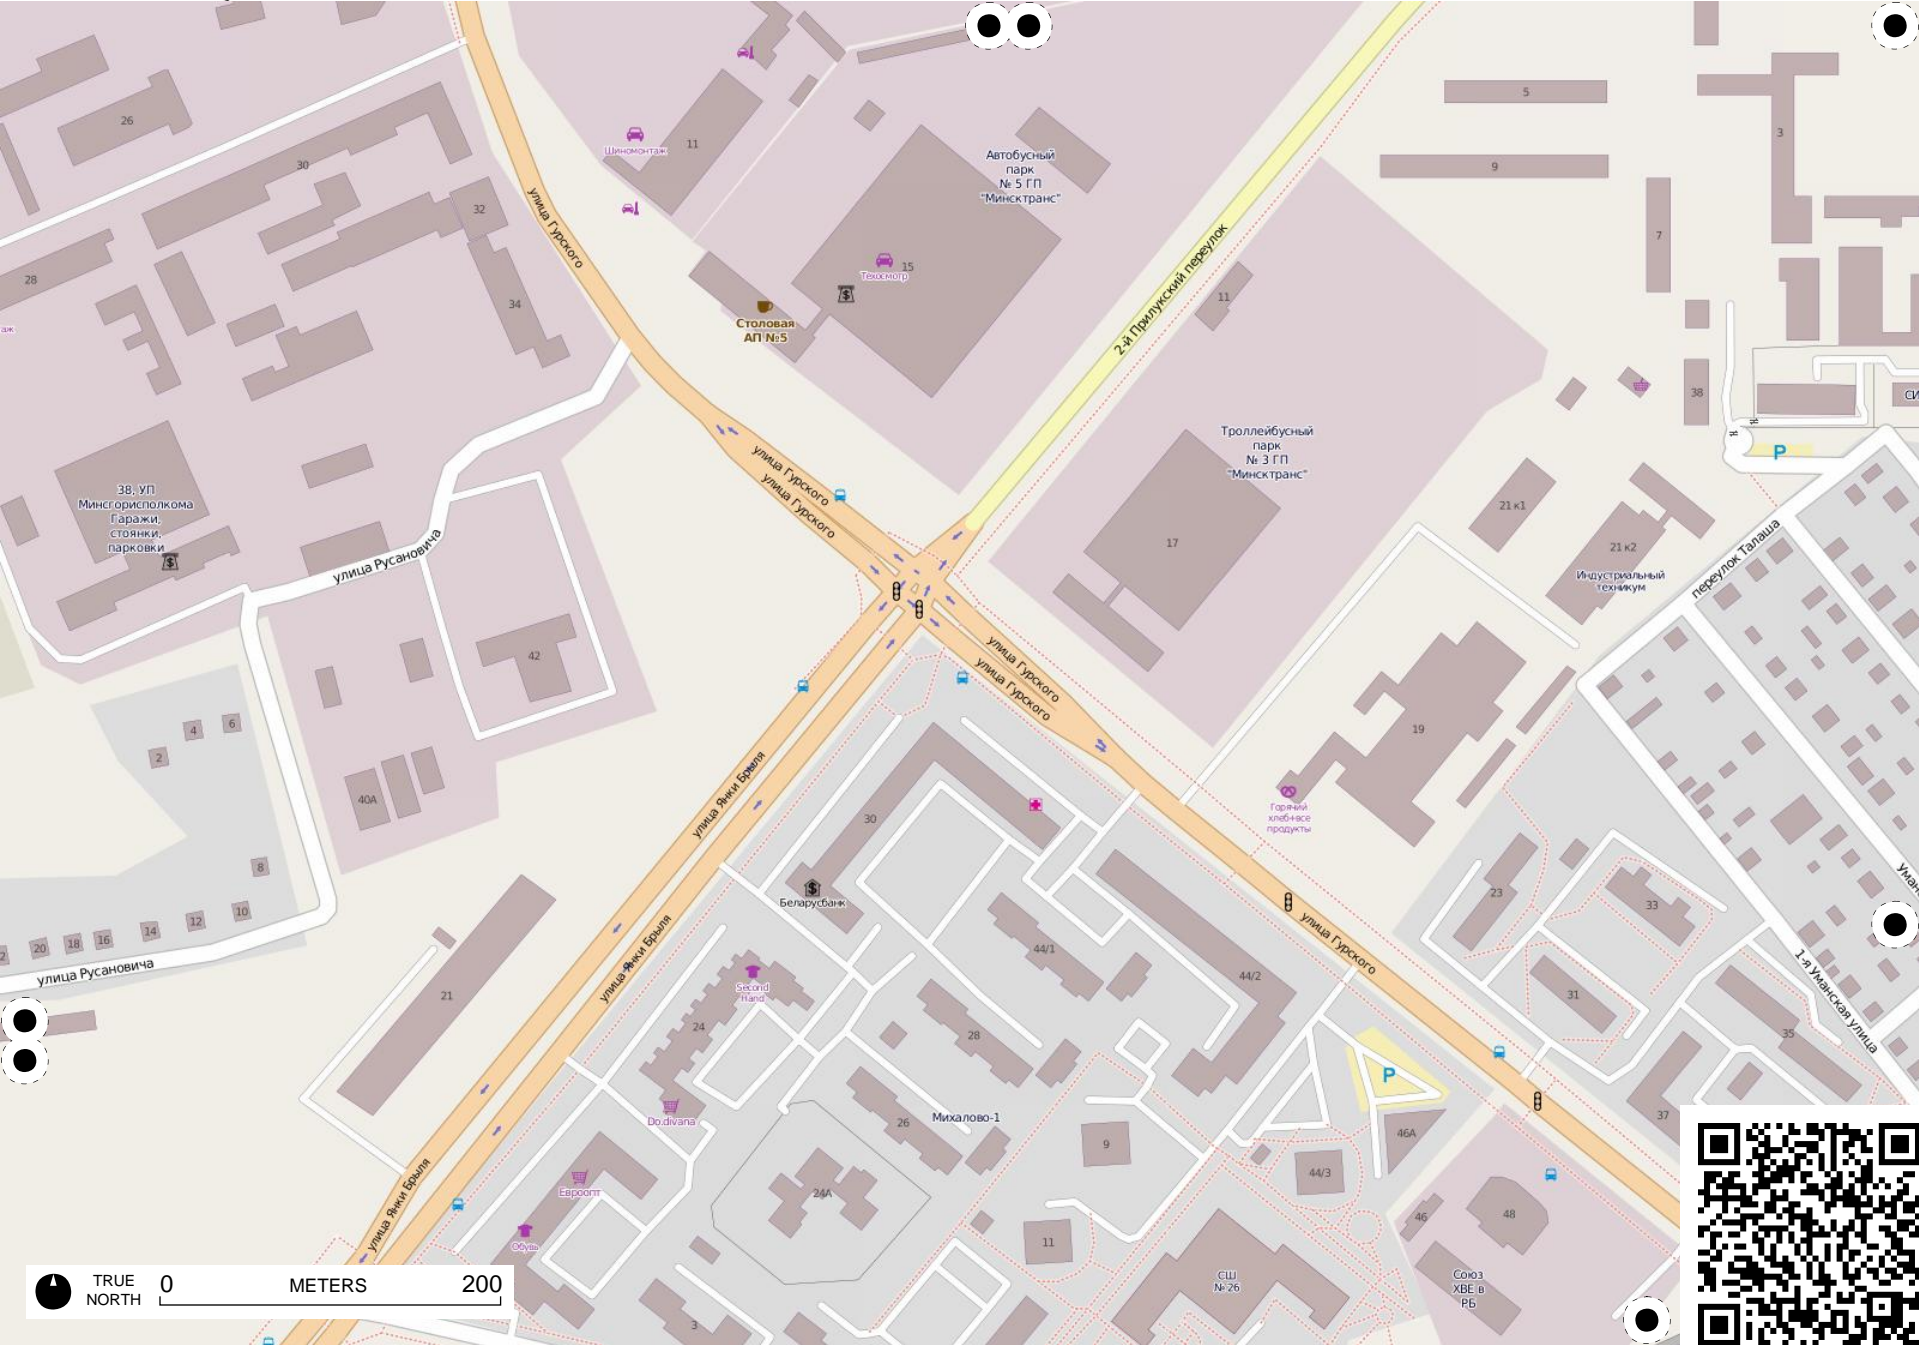 26
30
32
28
34
улица Гурского
Шиномонтаж
11
Автобусный
парк
№ 5 ГП
"Минсктранс"
15
Техосмотр
Столовая
АП №5
2-й Прилукский переулок
11
5
9
3
7
38
P
38, УП
Минсгорисполкома
Гаражи,
стоянки,
парковки
улица Русановича
42
улица Гурского
улица Гурского
Троллейбусный
парк
№ 3 ГП
"Минсктранс"
17
21 к1
21 к2
Индустриальный
техникум
переулок Талаша
улица Гурского
улица Гурского
19
Горячий
хлеб+все
продукты
4
6
2
40А
8
10
12
14
16
18
20
улица Русановича
21
улица Янки Брыля
улица Янки Брыля
улица Янки Брыля
30
Беларусбанк
44/1
44/2
улица Гурского
23
33
31
35
37
1-я Уманская улица
Second
Hand
24
28
Do.divana
26
Михалово-1
24А
Евроопт
Обувь
9
11
3
P
46А
44/3
46
48
СШ
№26
Союз
ХВЕ в
РБ
TRUE
NORTH
0
METERS
200